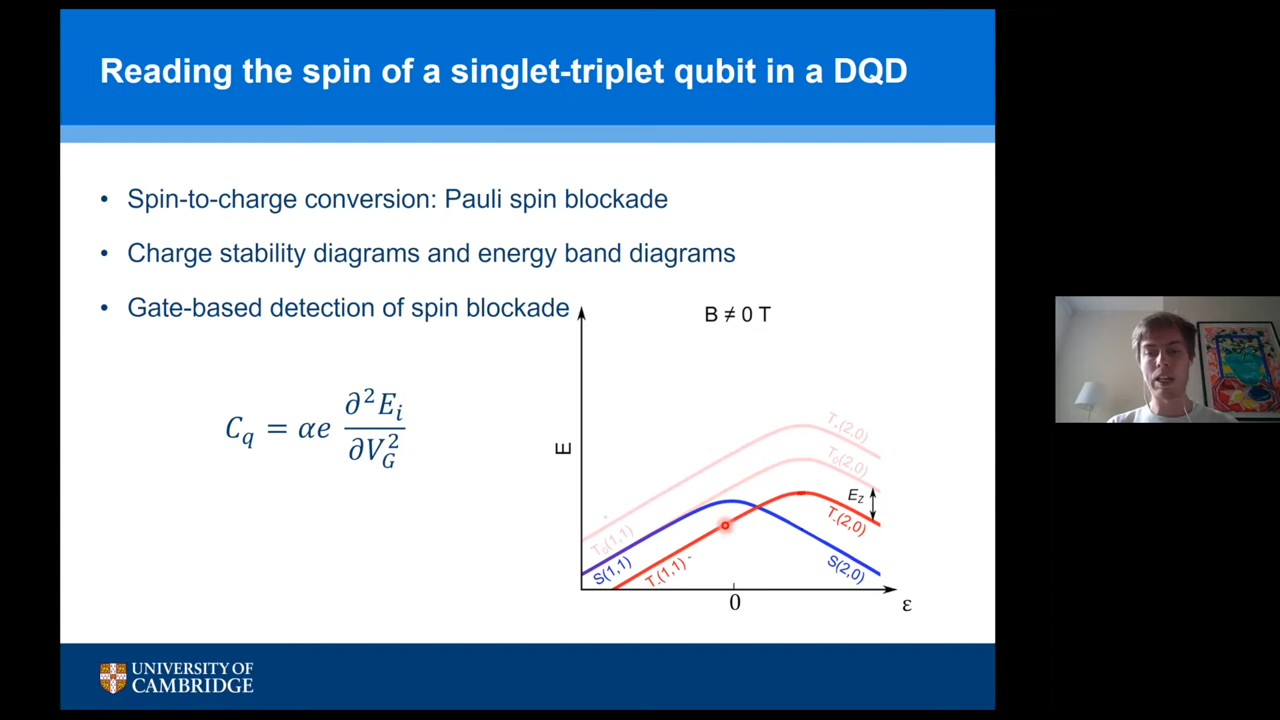 Reading the spin of a singlet-triplet qubit in a DQD
• Spin-to-charge conversion: Pauli spin blockade
• Charge stability diagrams and energy band diagrams
• Gate-based detection of spin blockade
B ≠ 0 T
C_q = αe ∂²E_i / ∂V_G²
E
T₊(2,0)
T₀(2,0)
E_Z
T₋(2,0)
T₀(1,1)
S(1,1)
T₋(1,1)
S(2,0)
0
ε
UNIVERSITY OF
CAMBRIDGE